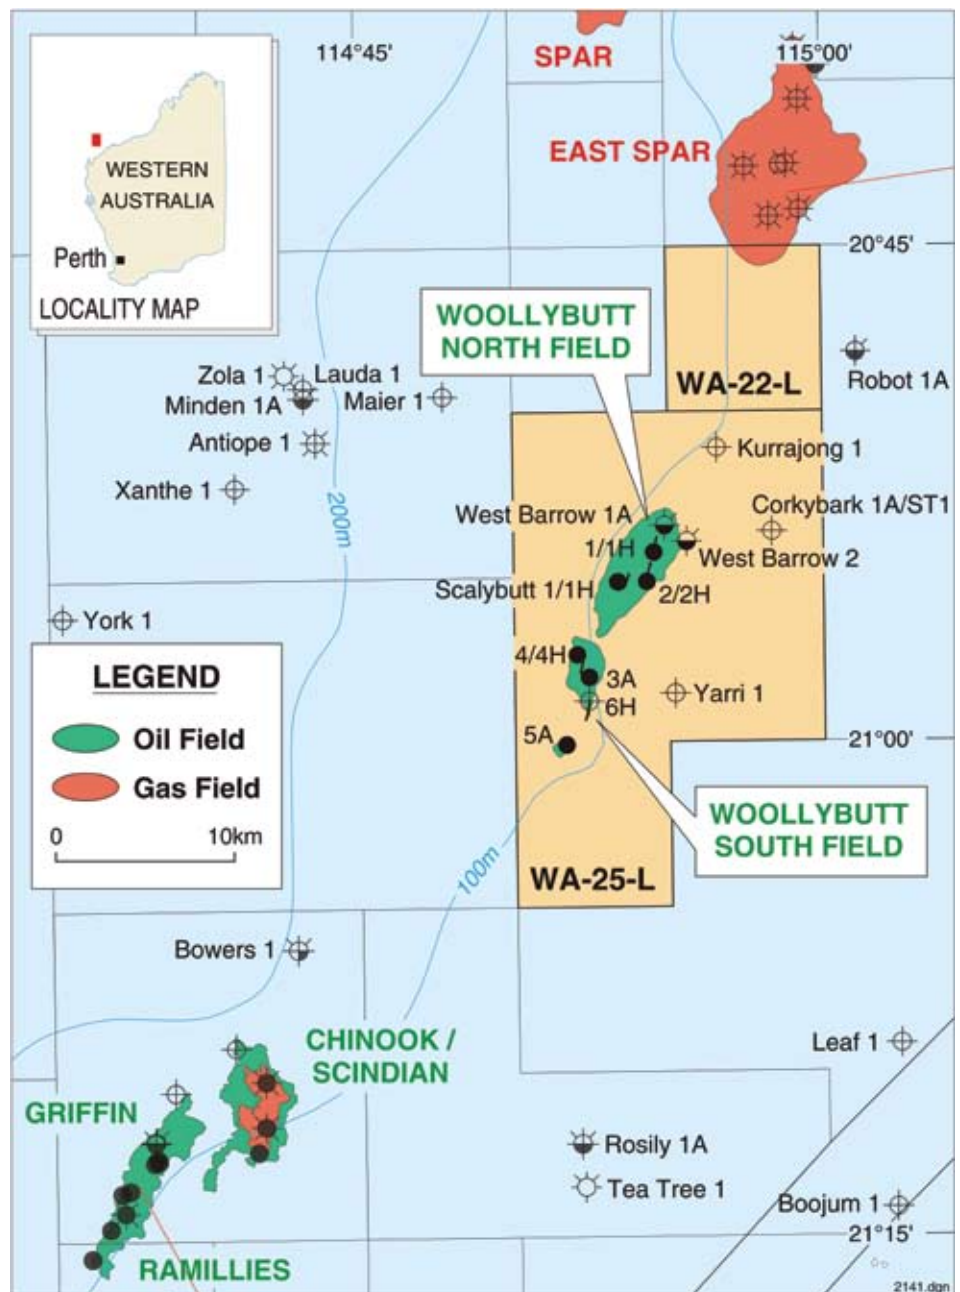 114°45'
115°00'
SPAR
EAST SPAR
WESTERN
AUSTRALIA
Perth
LOCALITY MAP
20°45'
WOOLLYBUTT
NORTH FIELD
WA-22-L
Robot 1A
Zola 1
Lauda 1
Minden 1A
Maier 1
Antiope 1
Kurrajong 1
Xanthe 1
200m
West Barrow 1A
Corkybark 1A/ST1
1/1H
West Barrow 2
Scalybutt 1/1H
2/2H
York 1
4/4H
3A
6H
Yarri 1
5A
21°00'
LEGEND
Oil Field
Gas Field
0
10km
WOOLLYBUTT
SOUTH FIELD
100m
WA-25-L
Bowers 1
CHINOOK /
SCINDIAN
Leaf 1
GRIFFIN
Rosily 1A
Tea Tree 1
Boojum 1
21°15'
RAMILLIES
2141.dgn